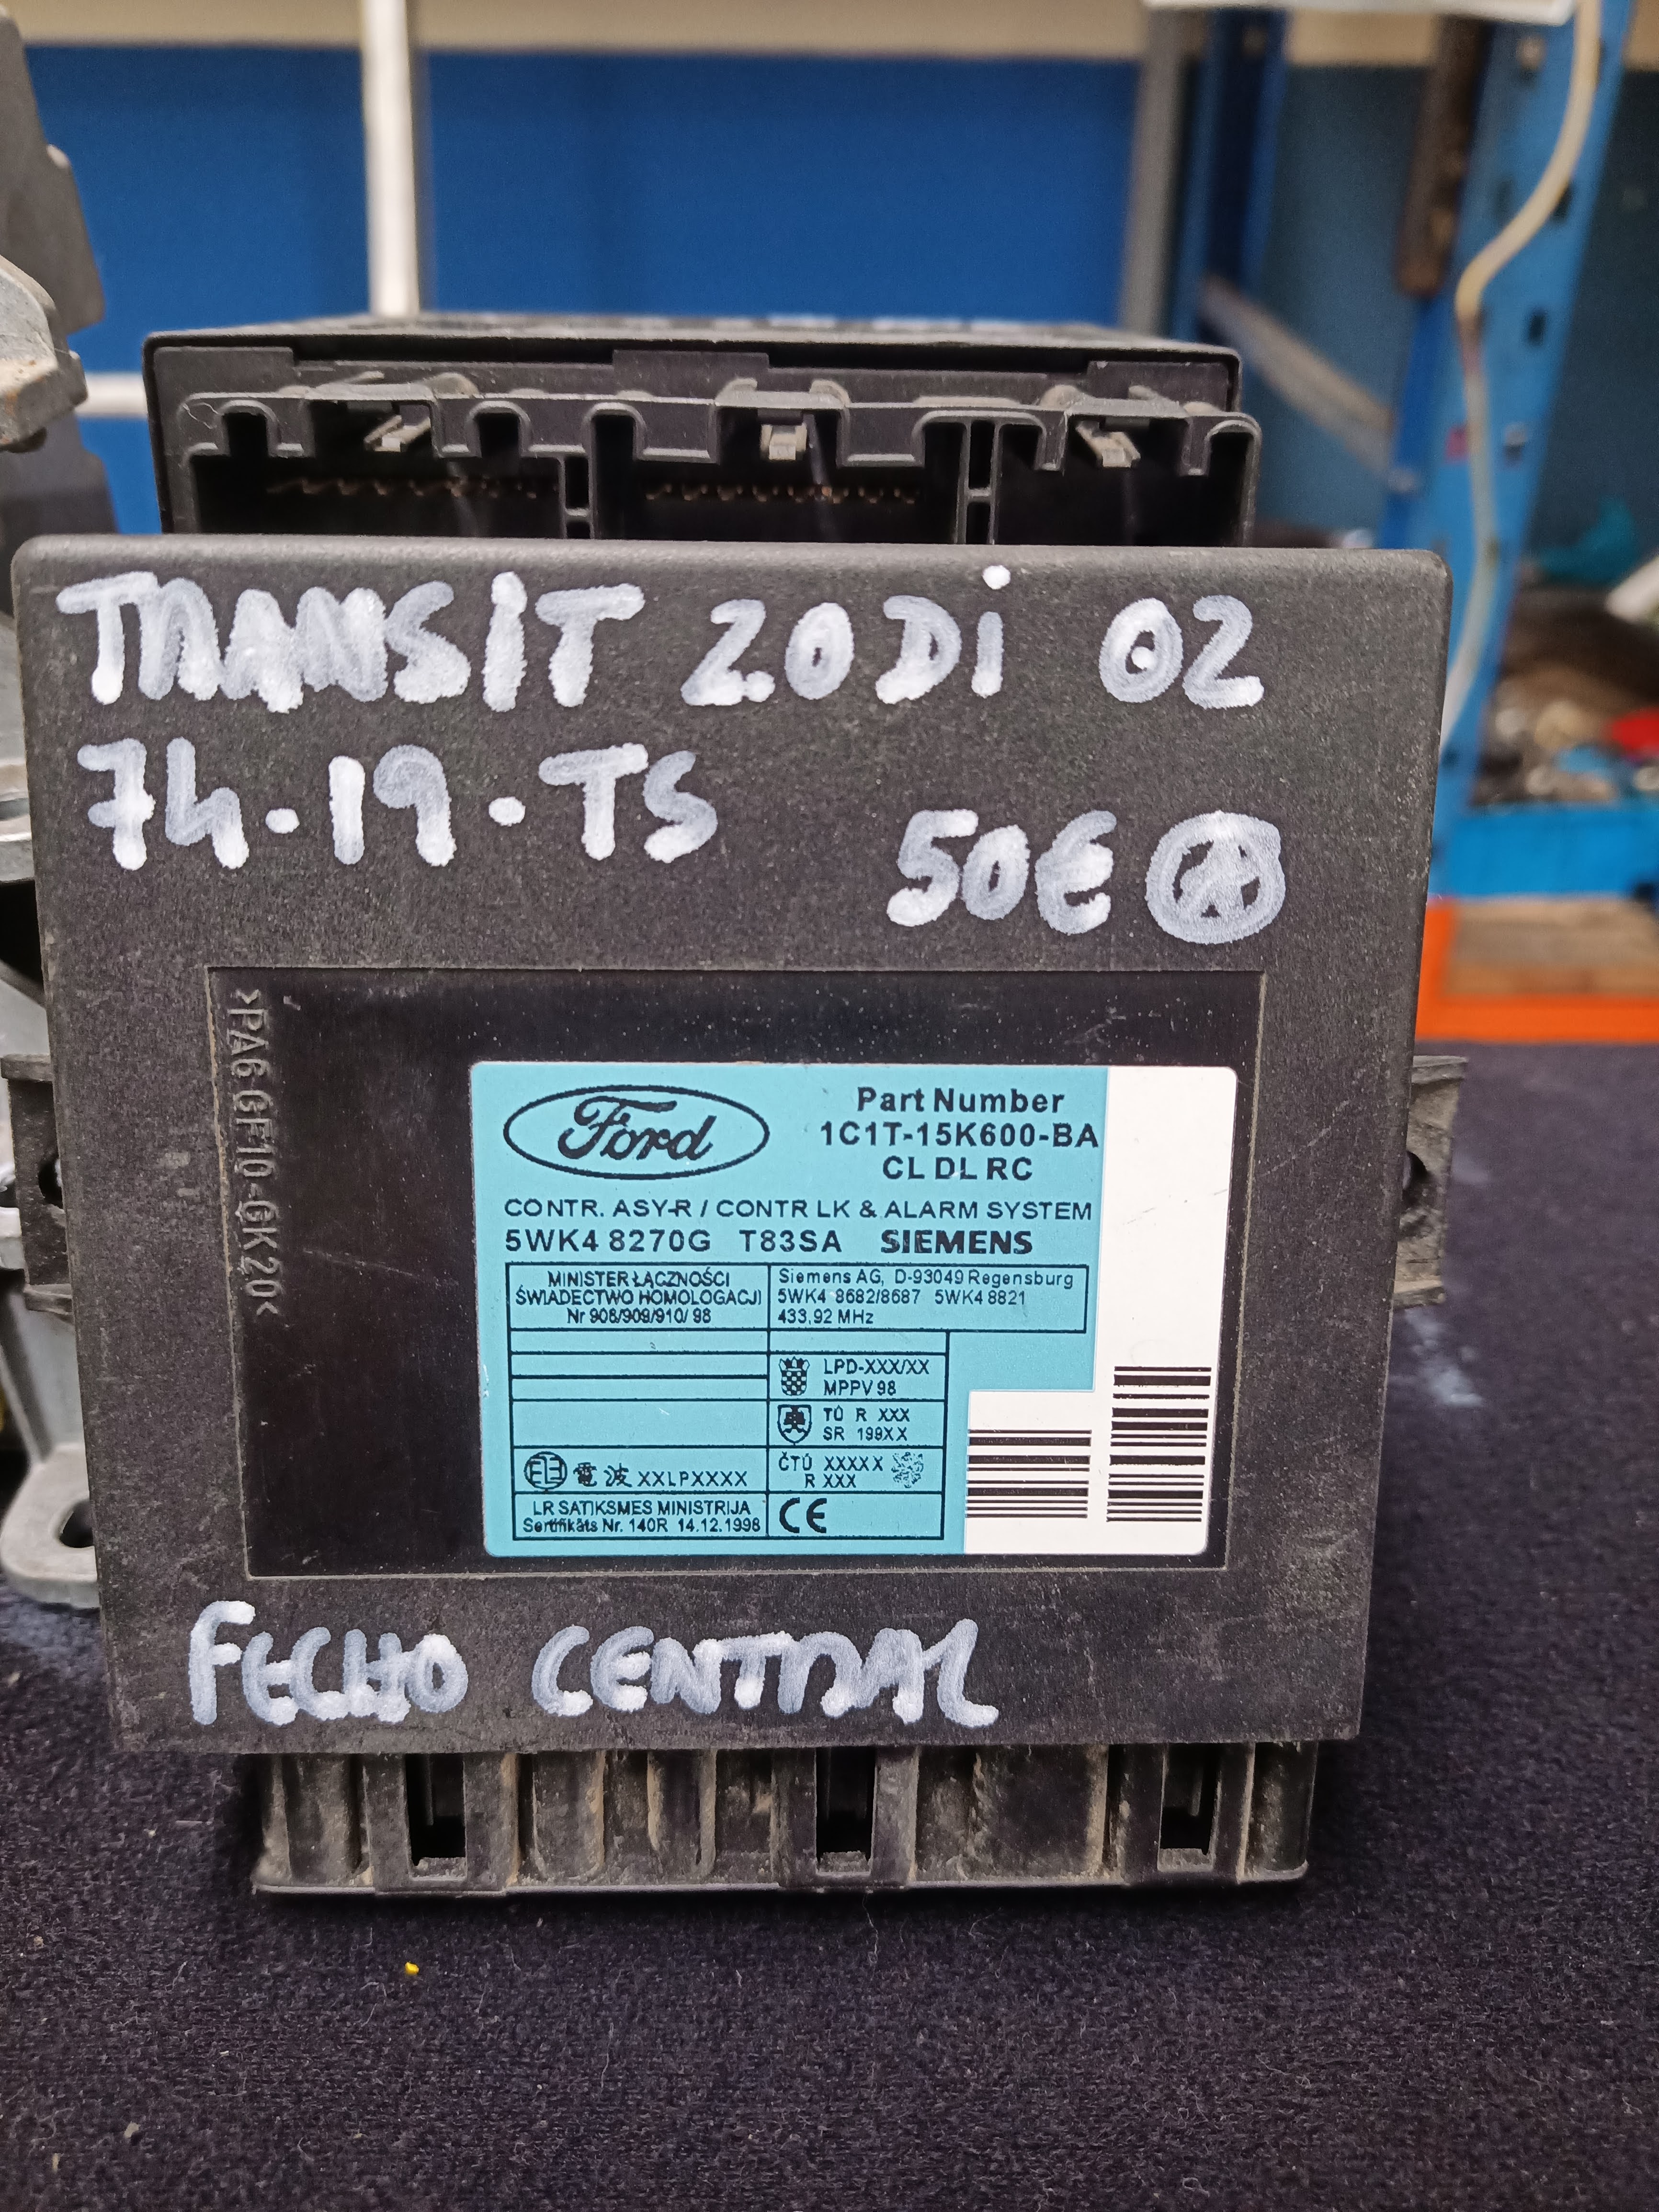 TRANSIT 2.0 Di 02
74·19·TS
50€
>PA6 GF10-GK20<
Ford
Part Number
1C1T-15K600-BA
CL DL RC
CONTR. ASY-R / CONTR LK & ALARM SYSTEM
5WK4 8270G T83SA SIEMENS
MINISTER ŁĄCZNOŚCI
ŚWIADECTWO HOMOLOGACJI
Nr 908/909/910/ 98
Siemens AG, D-93049 Regensburg
5WK4 8682/8687 5WK4 8821
433,92 MHz
LPD-XXX/XX
MPPV 98
TÚ R XXX
SR 199XX
電波 XXLPXXXX
ČTÚ XXXXX
R XXX
LR SATIKSMES MINISTRIJA
Sertifikāts Nr. 140R 14.12.1998
CE
FECHO CENTRAL